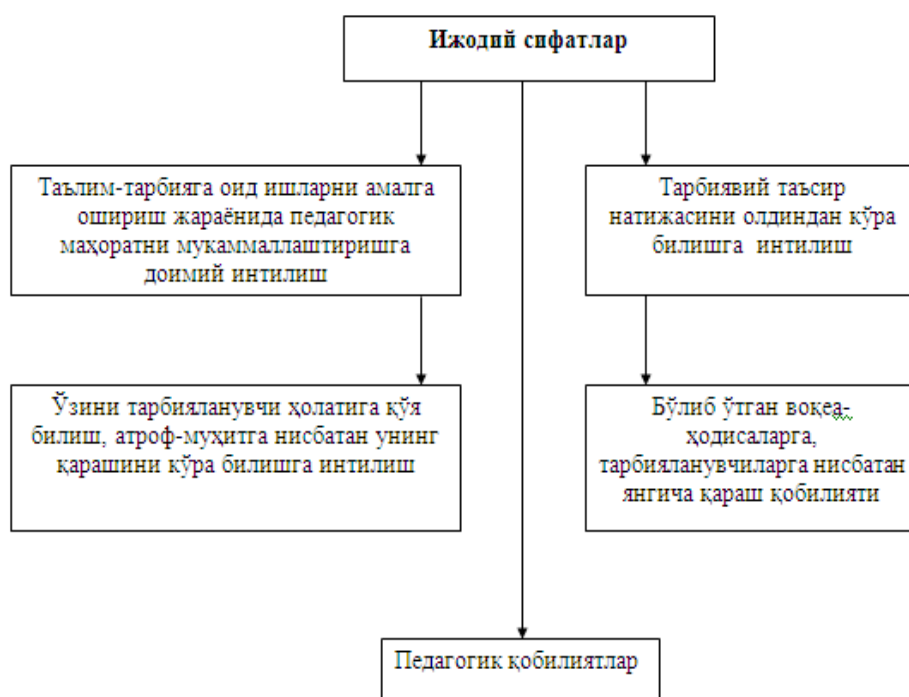 Ижодий сифатлар
Таълим-тарбияга оид ишларни амалга
ошириш жараёнида педагогик
маҳоратни мукаммаллаштиришга
доимий интилиш
Тарбиявий таъсир
натижасини олдиндан кўра
билишга интилиш
Ўзини тарбияланувчи ҳолатига қўя
билиш, атроф-муҳитга нисбатан унинг
қарашини кўра билишга интилиш
Бўлиб ўтган воқеа-
ҳодисаларга,
тарбияланувчиларга нисбатан
янгича қараш қобилияти
Педагогик қобилиятлар